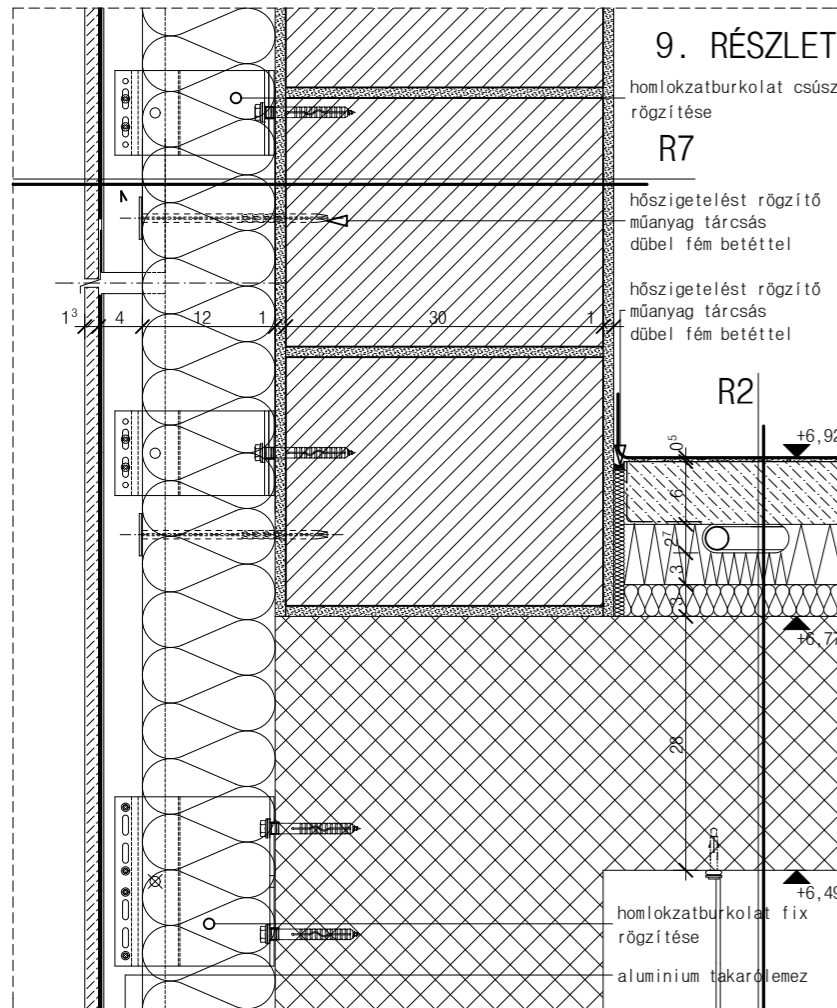 9. RÉSZLET
homlokzatburkolat csúsz
rögzítése
R7
hőszigetelést rögzítő
műanyag tárcsás
dübel fém betéttel
hőszigetelést rögzítő
műanyag tárcsás
dübel fém betéttel
1³ 4 12 1 30 1
R2
+6,92
0⁵
6
2⁷
3
3
+6,7
28
+6,49
homlokzatburkolat fix
rögzítése
aluminium takarólemez